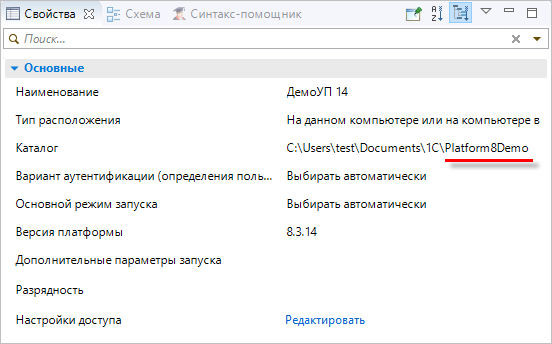 Свойства Схема Синтакс-помощник
Поиск...
Основные
Наименование ДемоУП 14
Тип расположения На данном компьютере или на компьютере в
Каталог C:\Users\test\Documents\1C\Platform8Demo
Вариант аутентификации (определения поль... Выбирать автоматически
Основной режим запуска Выбирать автоматически
Версия платформы 8.3.14
Дополнительные параметры запуска
Разрядность
Настройки доступа Редактировать